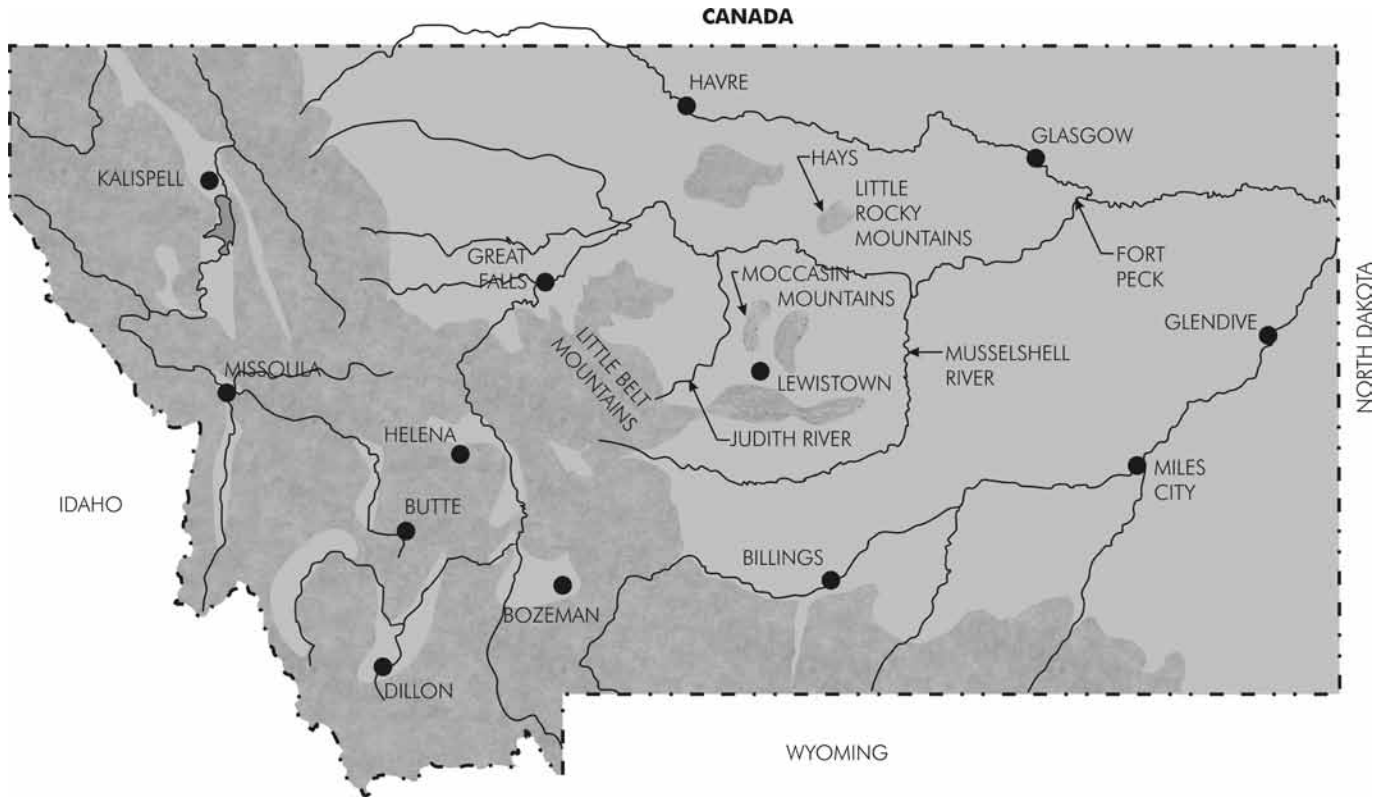 CANADA
HAVRE
GLASGOW
HAYS
KALISPELL
LITTLE
ROCKY
MOUNTAINS
GREAT
FALLS
FORT
PECK
MOCCASIN
MOUNTAINS
NORTH DAKOTA
GLENDIVE
LITTLE BELT
MOUNTAINS
MUSSELSHELL
RIVER
MISSOULA
LEWISTOWN
HELENA
JUDITH RIVER
MILES
CITY
IDAHO
BUTTE
BILLINGS
BOZEMAN
DILLON
WYOMING